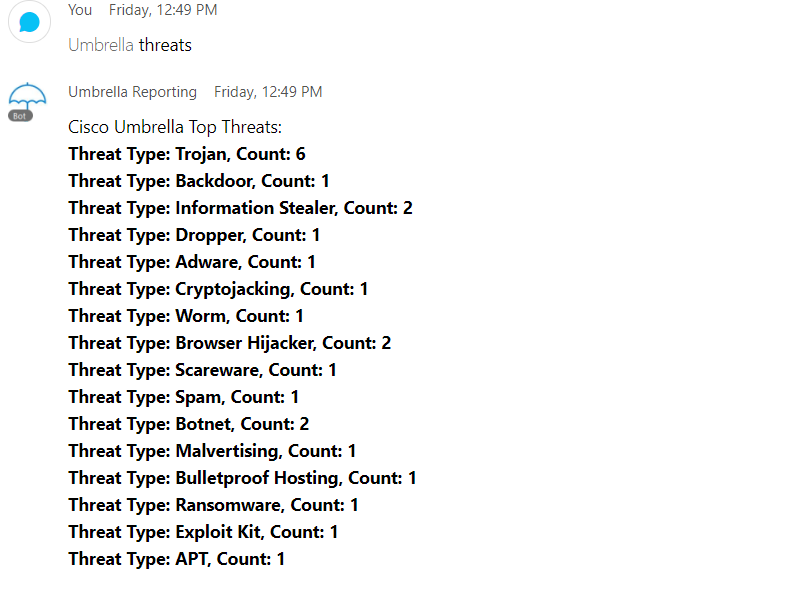 You Friday, 12:49 PM
Umbrella threats
Umbrella Reporting Friday, 12:49 PM
Bot
Cisco Umbrella Top Threats:
Threat Type: Trojan, Count: 6
Threat Type: Backdoor, Count: 1
Threat Type: Information Stealer, Count: 2
Threat Type: Dropper, Count: 1
Threat Type: Adware, Count: 1
Threat Type: Cryptojacking, Count: 1
Threat Type: Worm, Count: 1
Threat Type: Browser Hijacker, Count: 2
Threat Type: Scareware, Count: 1
Threat Type: Spam, Count: 1
Threat Type: Botnet, Count: 2
Threat Type: Malvertising, Count: 1
Threat Type: Bulletproof Hosting, Count: 1
Threat Type: Ransomware, Count: 1
Threat Type: Exploit Kit, Count: 1
Threat Type: APT, Count: 1